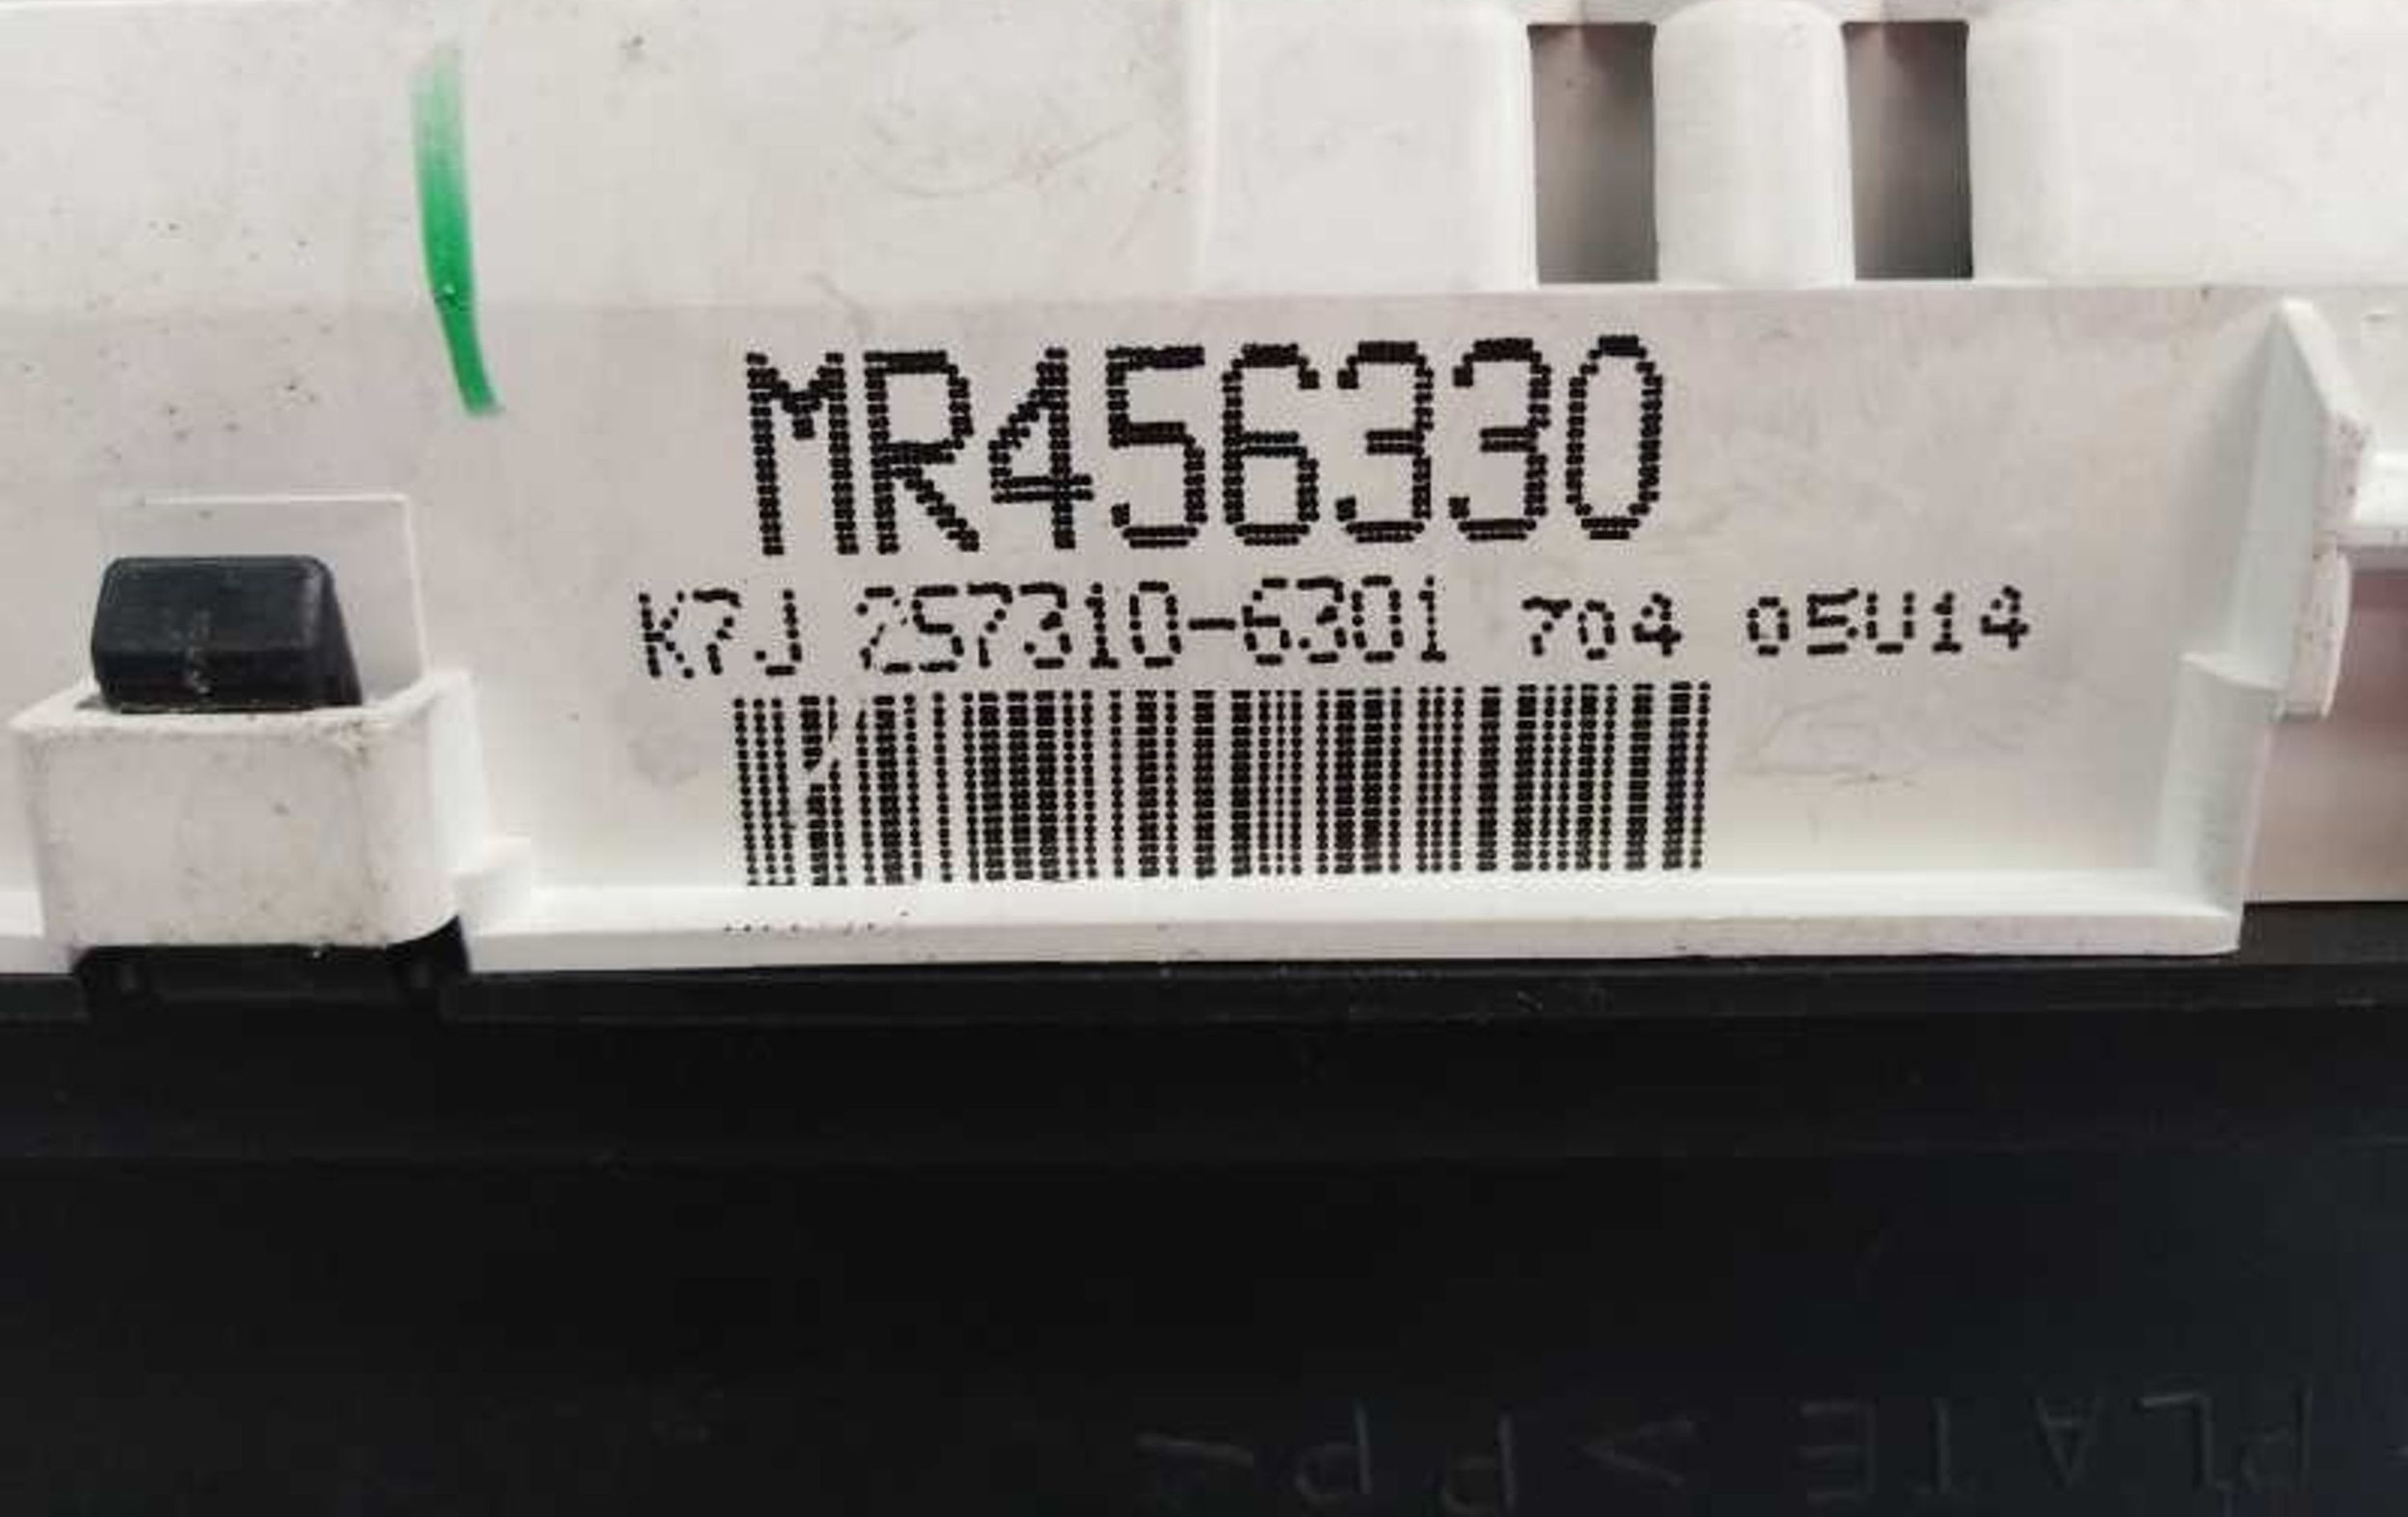 MR456330
K7J 257310-6301 704 05U14
PLATE >PP<